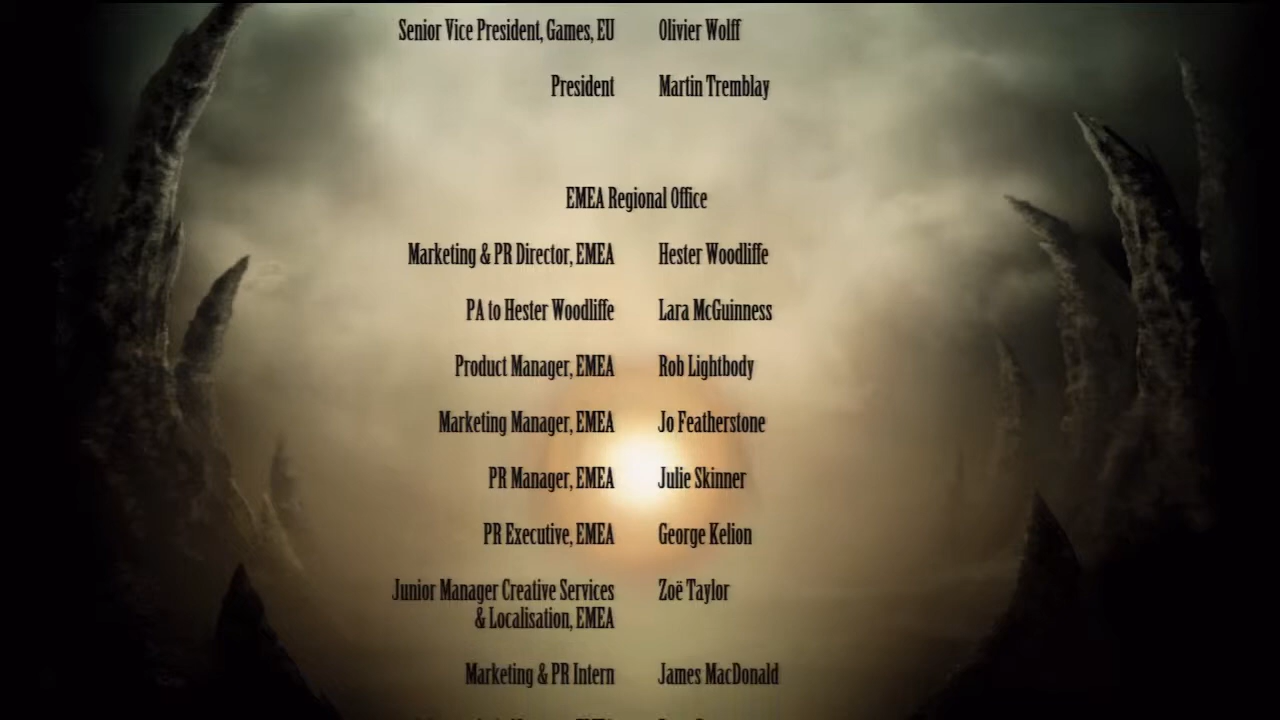 Senior Vice President, Games, EU Olivier Wolff
President Martin Tremblay
EMEA Regional Office
Marketing & PR Director, EMEA Hester Woodliffe
PA to Hester Woodliffe Lara McGuinness
Product Manager, EMEA Rob Lightbody
Marketing Manager, EMEA Jo Featherstone
PR Manager, EMEA Julie Skinner
PR Executive, EMEA George Kelion
Junior Manager Creative Services Zoë Taylor
& Localisation, EMEA
Marketing & PR Intern James MacDonald